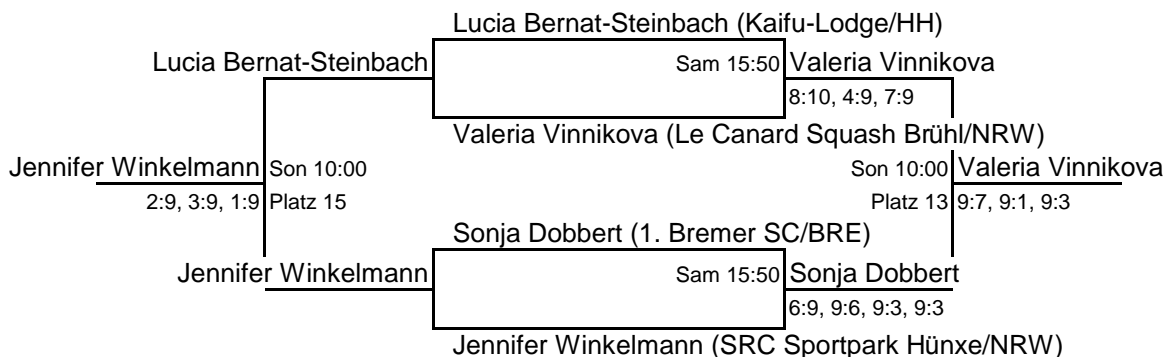 Lucia Bernat-Steinbach (Kaifu-Lodge/HH)
Lucia Bernat-Steinbach Sam 15:50 Valeria Vinnikova
8:10, 4:9, 7:9
Valeria Vinnikova (Le Canard Squash Brühl/NRW)
Jennifer Winkelmann Son 10:00 Son 10:00 Valeria Vinnikova
2:9, 3:9, 1:9 Platz 15 Platz 13 9:7, 9:1, 9:3
Sonja Dobbert (1. Bremer SC/BRE)
Jennifer Winkelmann Sam 15:50 Sonja Dobbert
6:9, 9:6, 9:3, 9:3
Jennifer Winkelmann (SRC Sportpark Hünxe/NRW)